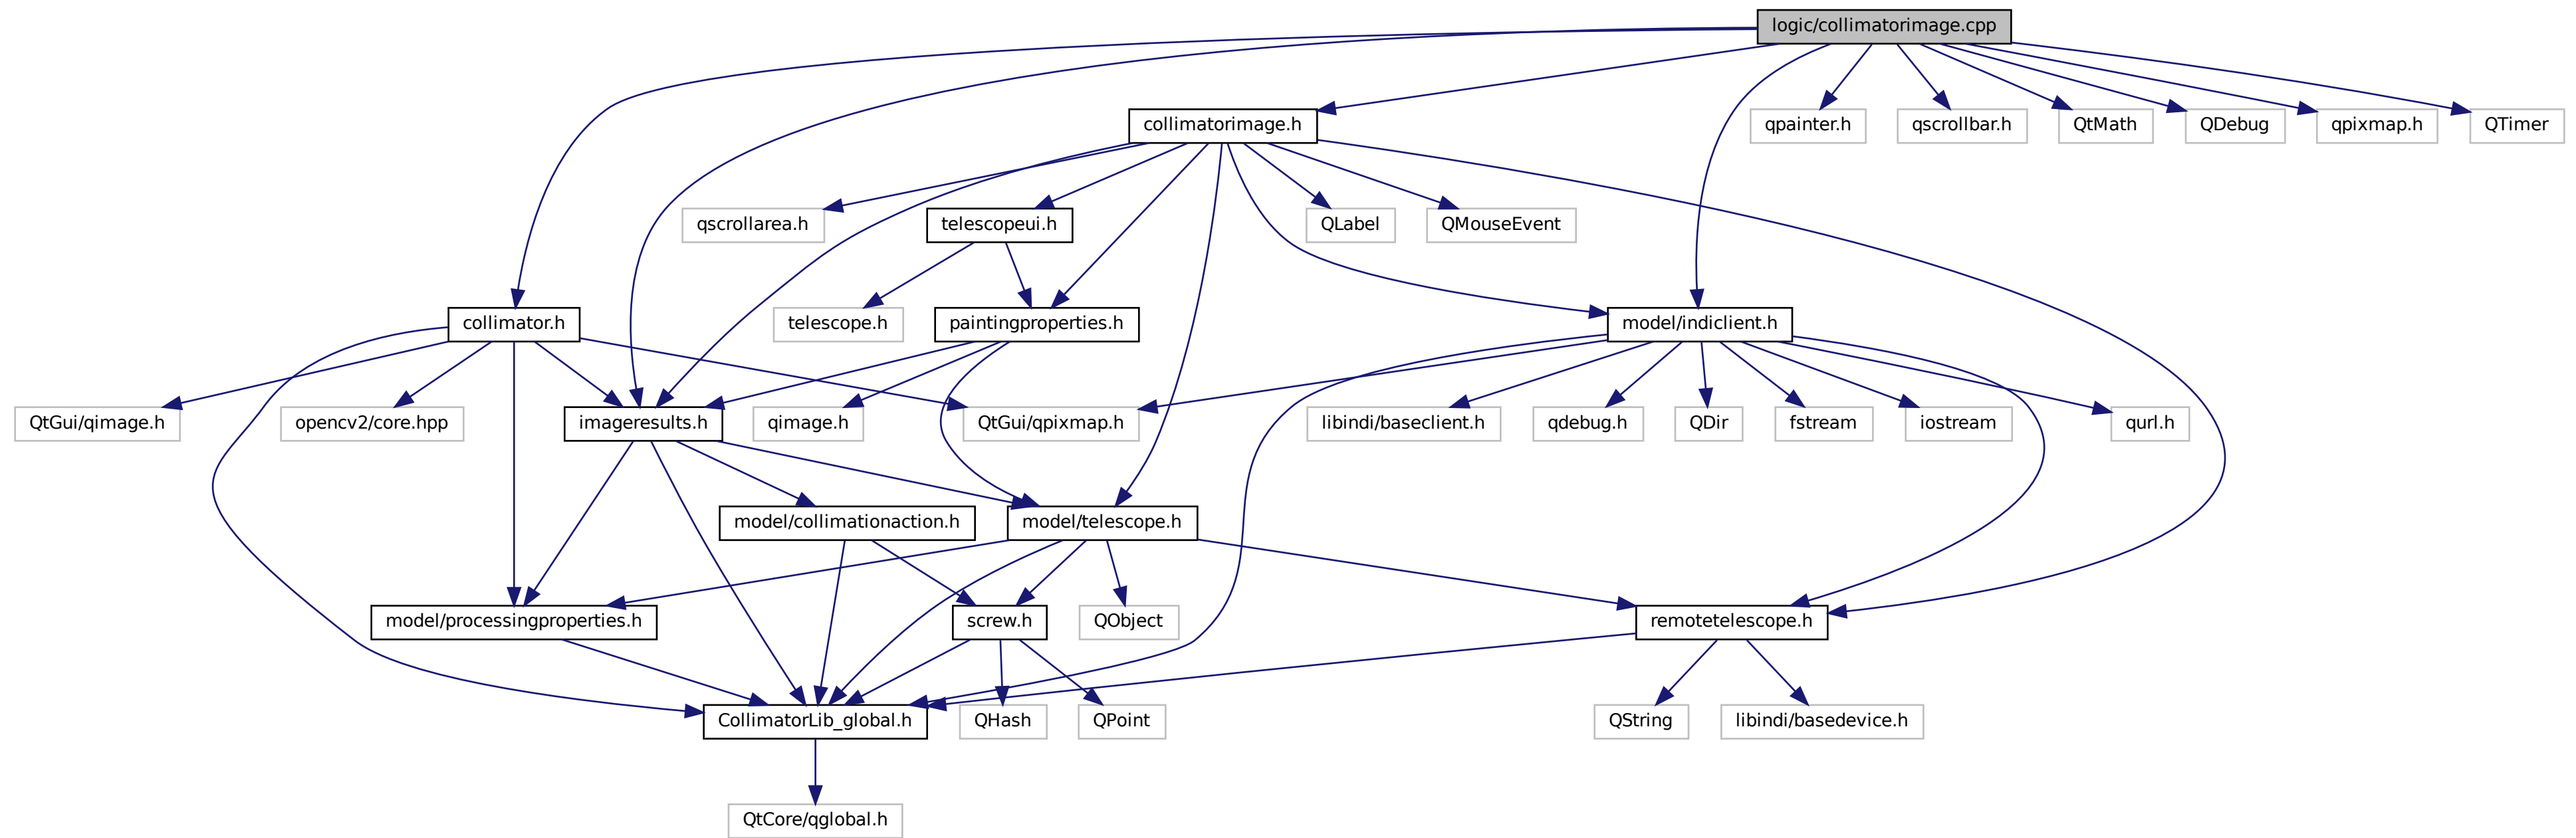 logic/collimatorimage.cpp
collimatorimage.h
qpainter.h
qscrollbar.h
QtMath
QDebug
qpixmap.h
QTimer
qscrollarea.h
telescopeui.h
QLabel
QMouseEvent
collimator.h
telescope.h
paintingproperties.h
model/indiclient.h
QtGui/qimage.h
opencv2/core.hpp
imageresults.h
qimage.h
QtGui/qpixmap.h
libindi/baseclient.h
qdebug.h
QDir
fstream
iostream
qurl.h
model/collimationaction.h
model/telescope.h
model/processingproperties.h
screw.h
QObject
remotetelescope.h
CollimatorLib_global.h
QHash
QPoint
QString
libindi/basedevice.h
QtCore/qglobal.h